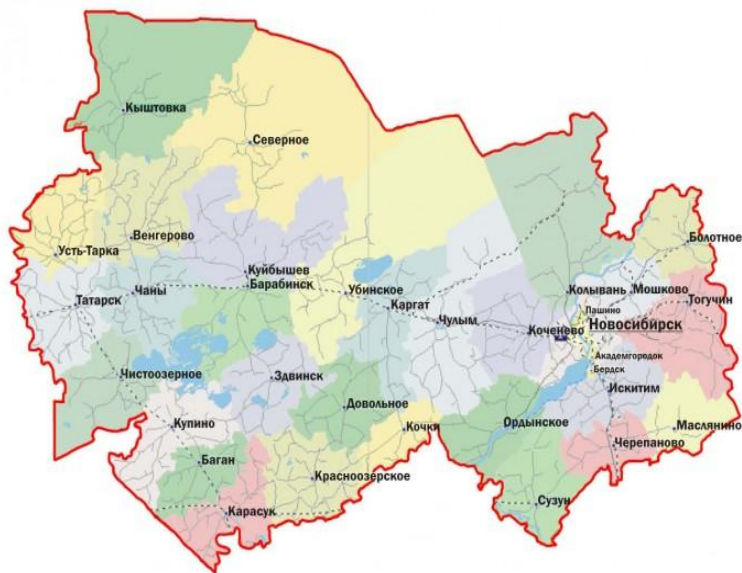 Кыштовка
Северное
Болотное
Венгерово
Усть-Тарка
Куйбышев
Барабинск
Убинское
Колывань
Мошково
Чаны
Татарск
Каргат
Тогучин
Пашино
Чулым
Новосибирск
Коченево
Академгородок
Бердск
Чистоозерное
Здвинск
Искитим
Довольное
Купино
Кочки
Ордынское
Маслянино
Черепаново
Баган
Красноозерское
Сузун
Карасук